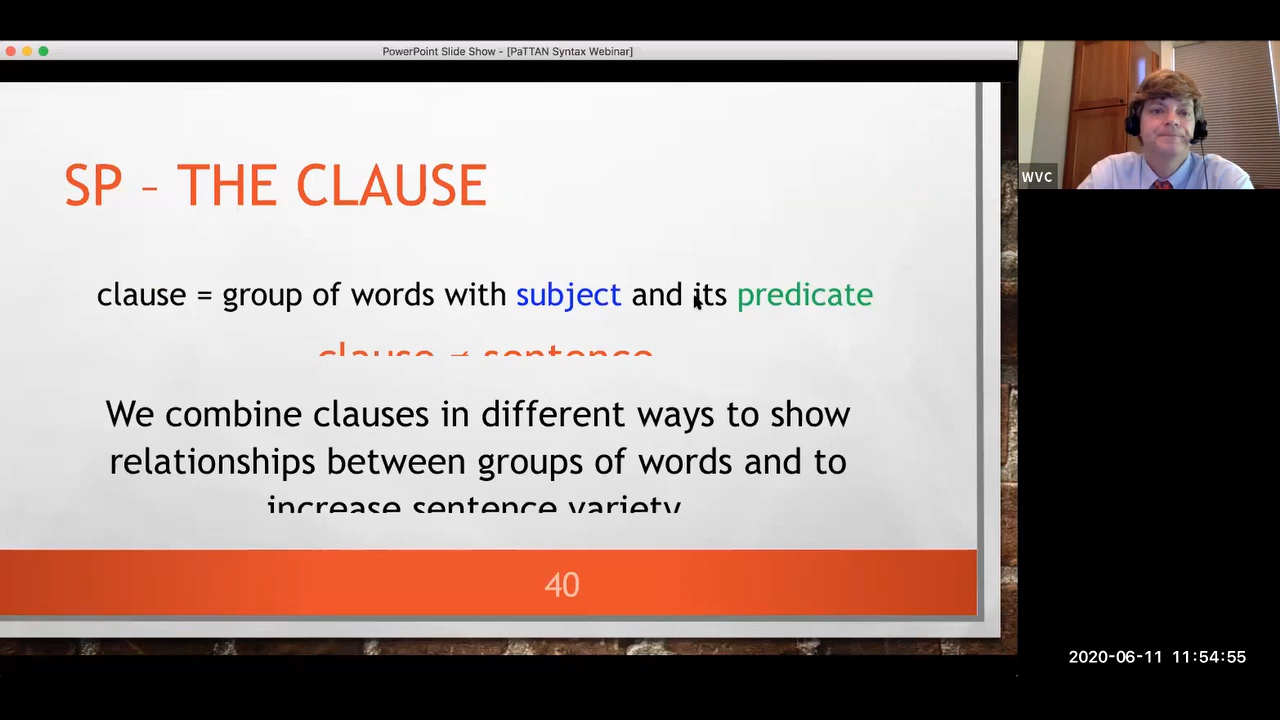 PowerPoint Slide Show - [PaTTAN Syntax Webinar]
SP – THE CLAUSE
clause = group of words with subject and its predicate
clause ≠ sentence
We combine clauses in different ways to show
relationships between groups of words and to
increase sentence variety
40
WVC
2020-06-11 11:54:55